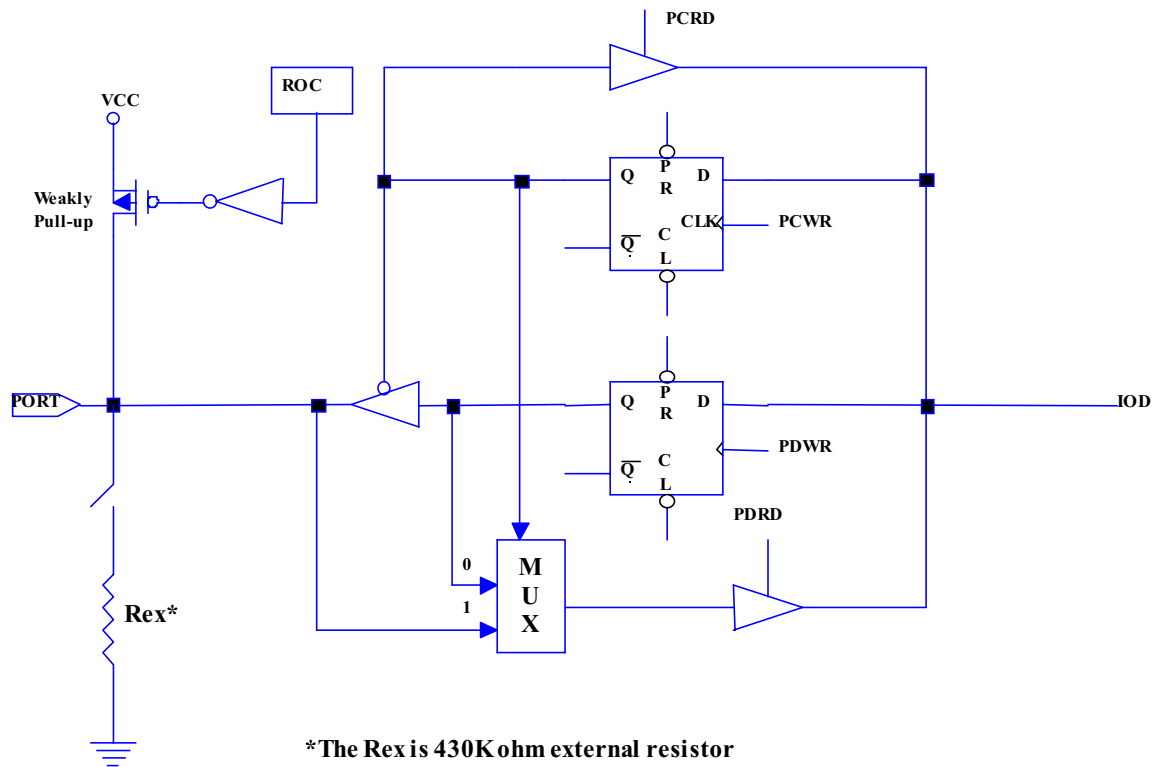 PCRD
ROC
VCC
Weakly
Pull-up
Q
P
R
D
CLK
PCWR
Q
C
L
PORT
Q
P
R
D
IOD
Q
C
L
PDWR
PDRD
0
1
M
U
X
Rex*
*The Rex is 430K ohm external resistor